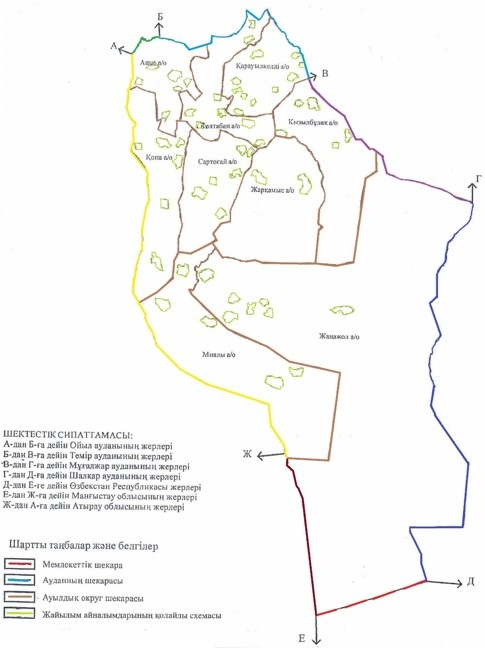 Б
А
Ащы а/о
Қарауылкелді а/о
В
Көлтабен а/о
Қызылбұлақ а/о
Қопа а/о
Сартоғай а/о
Г
Жарқамыс а/о
Жаңажол а/о
Миялы а/о
ШЕКТЕСТІК СИПАТТАМАСЫ:
А-дан Б-ға дейін Ойыл ауданының жерлері
Б-дан В-ға дейін Темір ауданының жерлері
В-дан Г-ға дейін Мұғалжар ауданының жерлері
Г-дан Д-ға дейін Шалқар ауданының жерлері
Д-дан Е-ге дейін Өзбекстан Республикасы жерлері
Е-дан Ж-ға дейін Маңғыстау облысының жерлері
Ж-дан А-ға дейін Атырау облысының жерлері
Ж
Шартты таңбалар және белгілер
Мемлекеттік шекара
Ауданның шекарасы
Ауылдық округ шекарасы
Жайылым айналымдарының қолайлы схемасы
Д
Е